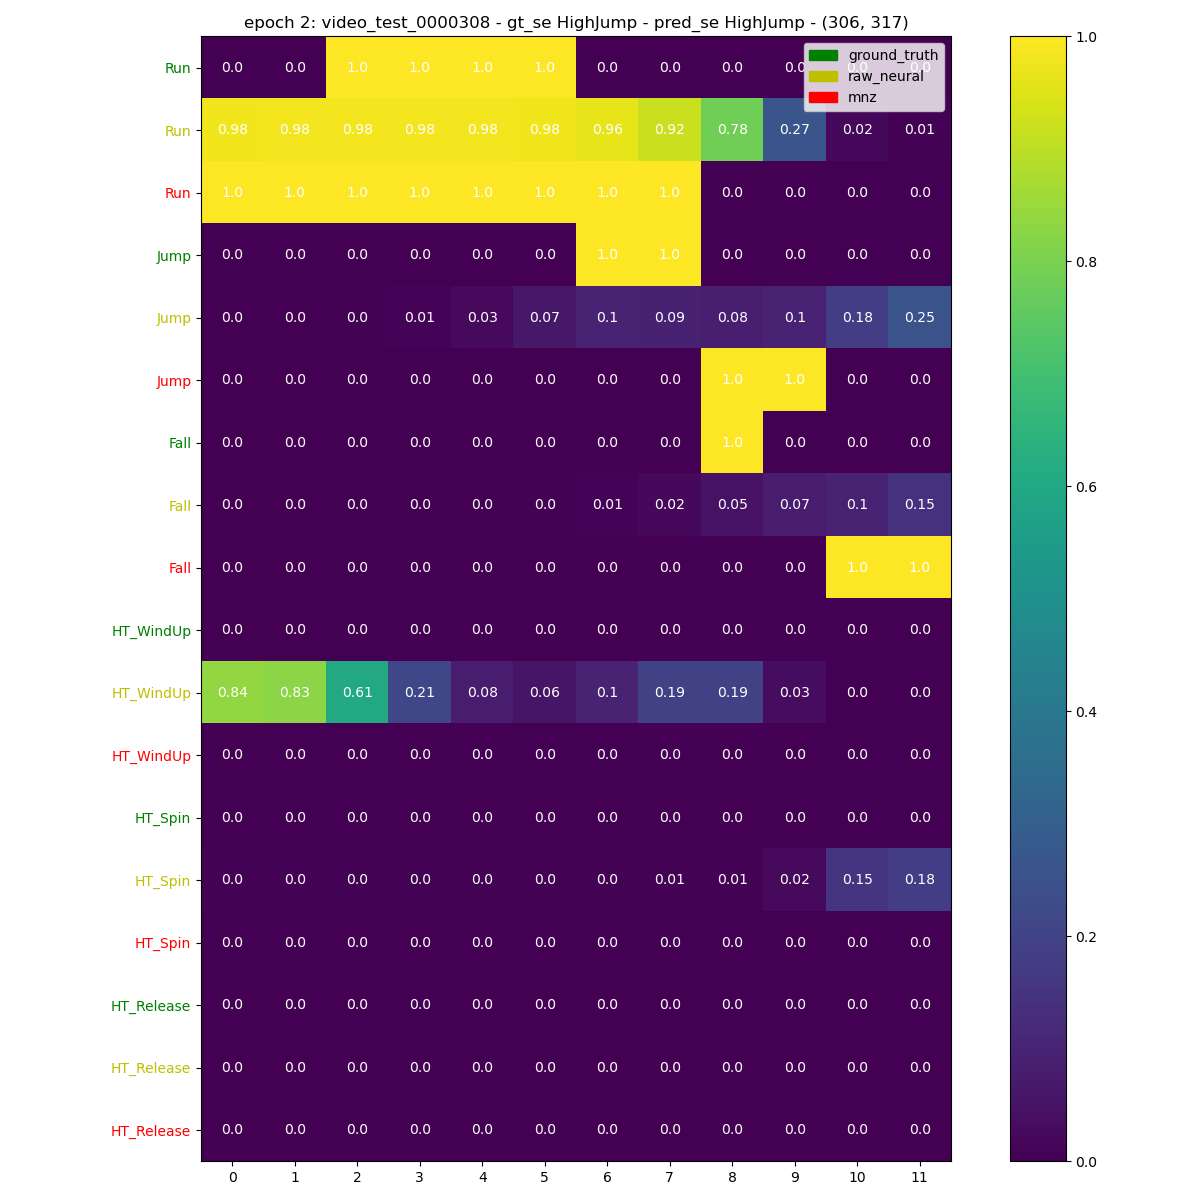 epoch 2: video_test_0000308 - gt_se HighJump - pred_se HighJump - (306, 317)
ground_truth
raw_neural
mnz
Run 0.0 0.0 1.0 1.0 1.0 1.0 0.0 0.0 0.0 0.0 0.0 0.0
Run 0.98 0.98 0.98 0.98 0.98 0.98 0.96 0.92 0.78 0.27 0.02 0.01
Run 1.0 1.0 1.0 1.0 1.0 1.0 1.0 1.0 0.0 0.0 0.0 0.0
Jump 0.0 0.0 0.0 0.0 0.0 0.0 1.0 1.0 0.0 0.0 0.0 0.0
Jump 0.0 0.0 0.0 0.01 0.03 0.07 0.1 0.09 0.08 0.1 0.18 0.25
Jump 0.0 0.0 0.0 0.0 0.0 0.0 0.0 0.0 1.0 1.0 0.0 0.0
Fall 0.0 0.0 0.0 0.0 0.0 0.0 0.0 0.0 1.0 0.0 0.0 0.0
Fall 0.0 0.0 0.0 0.0 0.0 0.0 0.01 0.02 0.05 0.07 0.1 0.15
Fall 0.0 0.0 0.0 0.0 0.0 0.0 0.0 0.0 0.0 0.0 1.0 1.0
HT_WindUp 0.0 0.0 0.0 0.0 0.0 0.0 0.0 0.0 0.0 0.0 0.0 0.0
HT_WindUp 0.84 0.83 0.61 0.21 0.08 0.06 0.1 0.19 0.19 0.03 0.0 0.0
HT_WindUp 0.0 0.0 0.0 0.0 0.0 0.0 0.0 0.0 0.0 0.0 0.0 0.0
HT_Spin 0.0 0.0 0.0 0.0 0.0 0.0 0.0 0.0 0.0 0.0 0.0 0.0
HT_Spin 0.0 0.0 0.0 0.0 0.0 0.0 0.0 0.01 0.01 0.02 0.15 0.18
HT_Spin 0.0 0.0 0.0 0.0 0.0 0.0 0.0 0.0 0.0 0.0 0.0 0.0
HT_Release 0.0 0.0 0.0 0.0 0.0 0.0 0.0 0.0 0.0 0.0 0.0 0.0
HT_Release 0.0 0.0 0.0 0.0 0.0 0.0 0.0 0.0 0.0 0.0 0.0 0.0
HT_Release 0.0 0.0 0.0 0.0 0.0 0.0 0.0 0.0 0.0 0.0 0.0 0.0
0 1 2 3 4 5 6 7 8 9 10 11
1.0
0.8
0.6
0.4
0.2
0.0